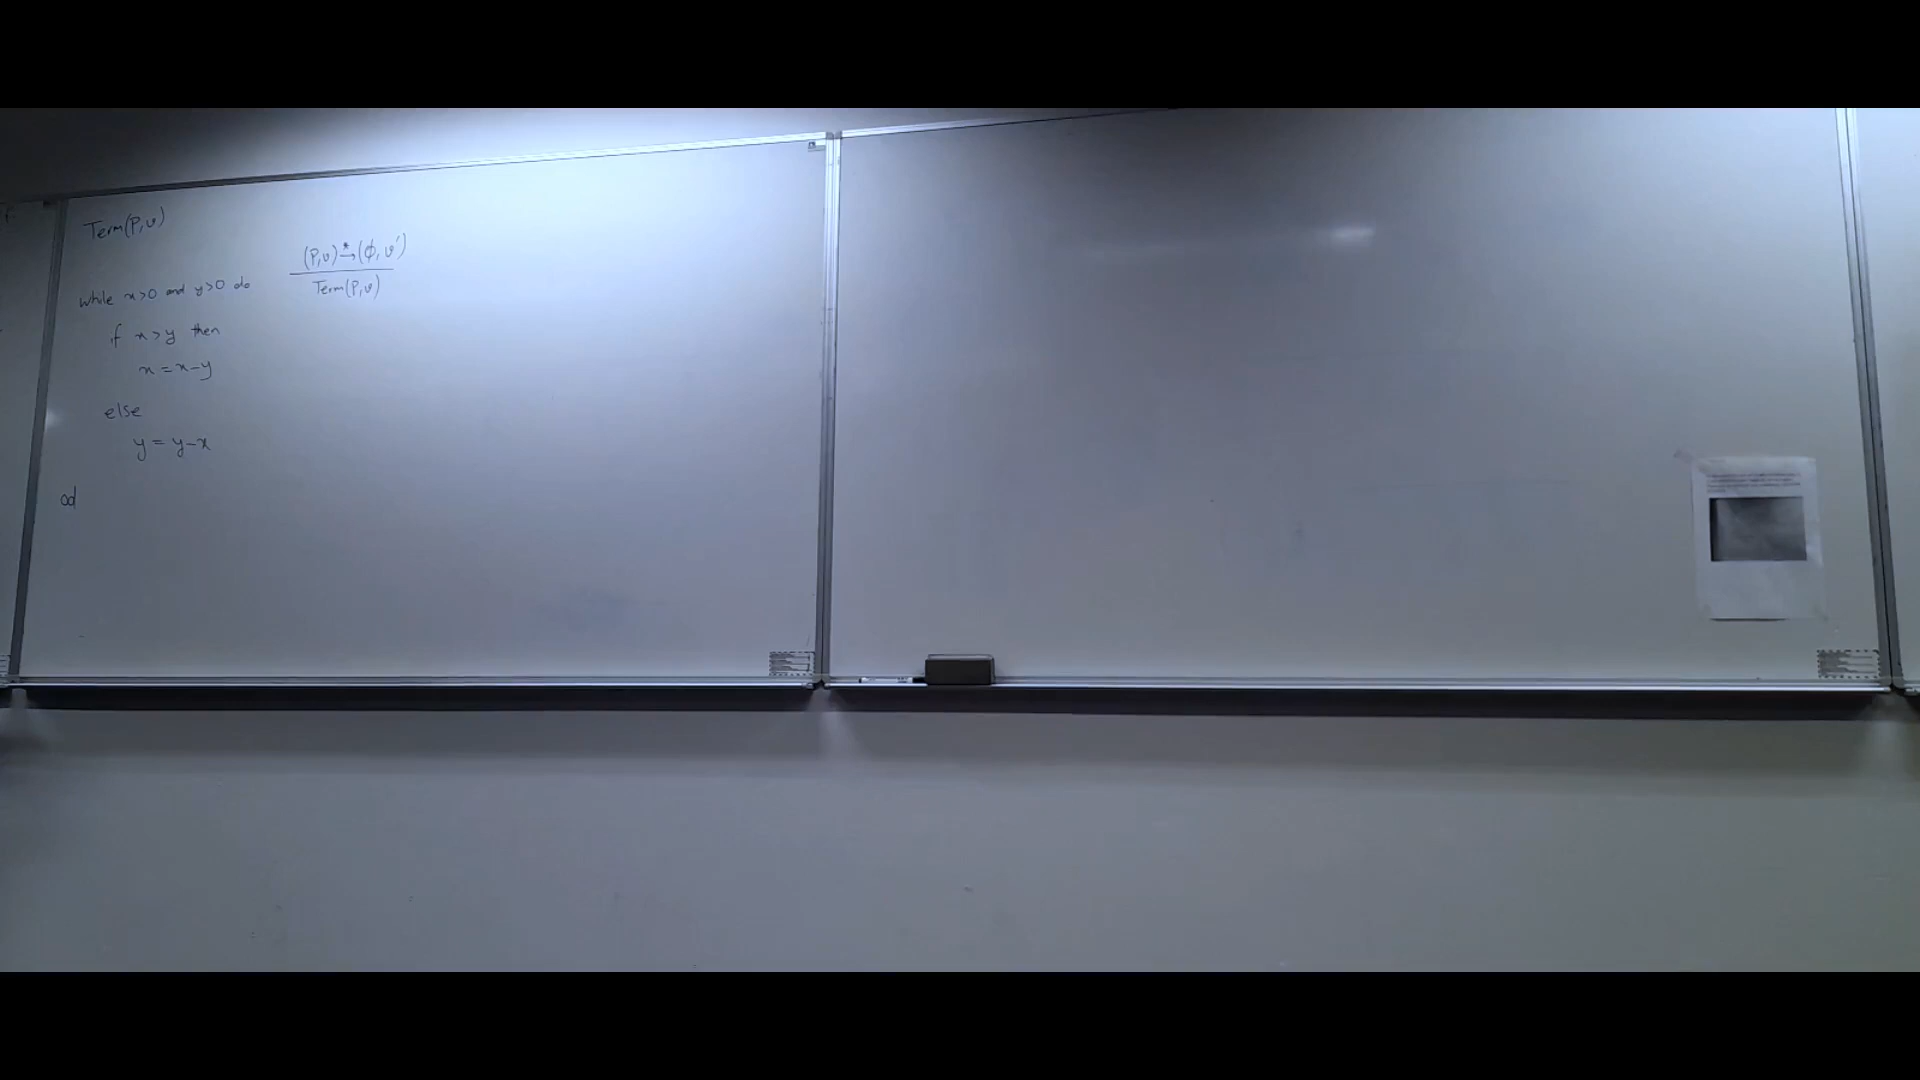 Term(P,v)
(P,v) →* (φ, v')
Term(P,v)
while x>0 and y>0 do
if x>y then
x = x-y
else
y = y-x
od